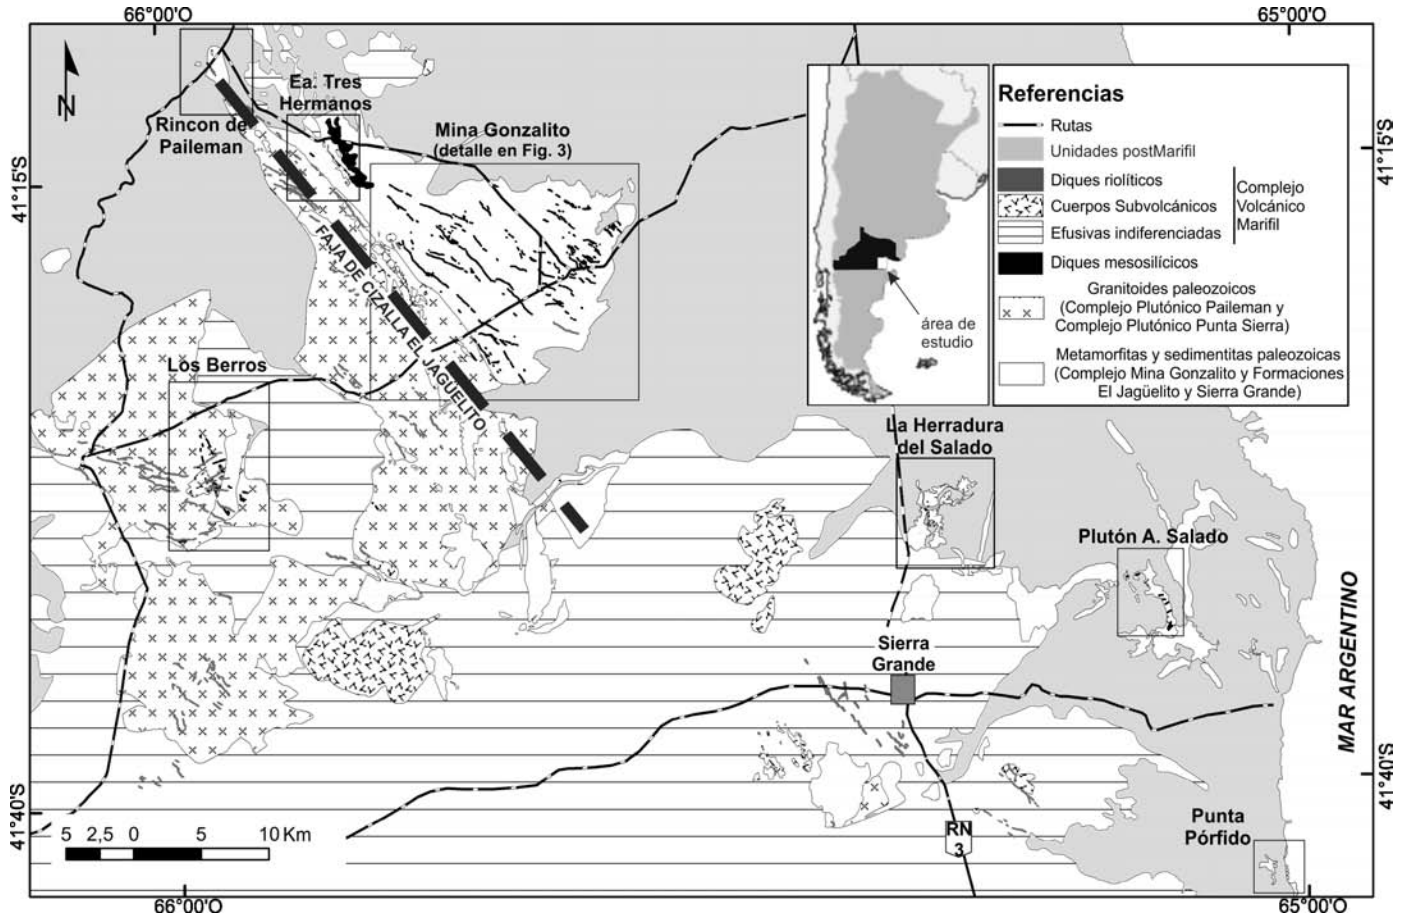 66°00'O
65°00'O
N
Ea. Tres
Hermanos
Rincon de
Paileman
Mina Gonzalito
(detalle en Fig. 3)
41°15'S
41°15'S
FAJA DE CIZALLA EL JAGÜELITO
Los Berros
área de
estudio
Referencias
Rutas
Unidades postMarifil
Diques riolíticos
Cuerpos Subvolcánicos
Efusivas indiferenciadas
Complejo
Volcánico
Marifil
Diques mesosilícicos
Granitoides paleozoicos
(Complejo Plutónico Paileman y
Complejo Plutónico Punta Sierra)
Metamorfitas y sedimentitas paleozoicas
(Complejo Mina Gonzalito y Formaciones
El Jagüelito y Sierra Grande)
La Herradura
del Salado
Plutón A. Salado
Sierra
Grande
MAR ARGENTINO
41°40'S
41°40'S
Punta
Pórfido
RN
3
5 2,5 0 5 10 Km
66°00'O
65°00'O